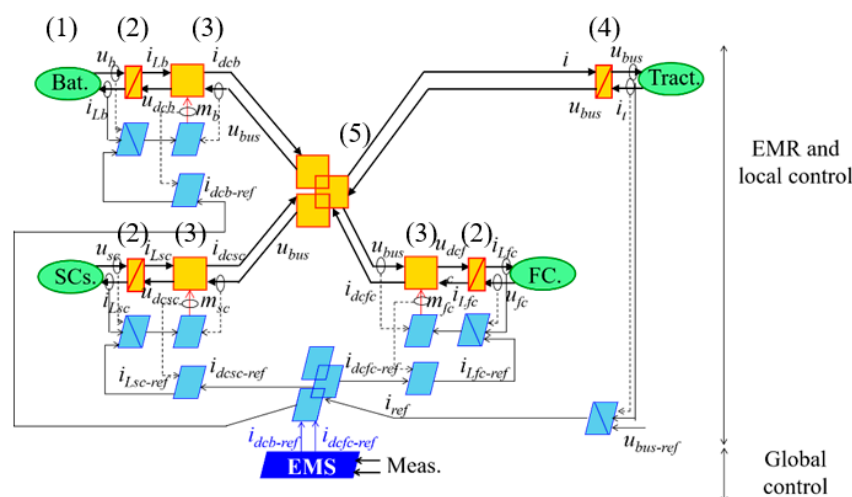 (1) (2) (3) (4)
u_b i_Lb i_dcb i u_bus
Bat. Tract.
i_Lb u_dcb m_b u_bus u_bus i_t
(5)
EMR and
local control
i_dcb-ref
(2) (3) (3) (2)
u_sc i_Lsc i_dcsc u_bus u_bus u_dcf i_Lfc
SCs. FC.
i_Lsc u_dcsc m_sc i_dcfc m_fc i_Lfc u_fc
i_Lsc-ref i_dcsc-ref i_dcfc-ref i_Lfc-ref
i_ref
u_bus-ref
i_dcb-ref i_dcfc-ref
EMS Meas.
Global
control